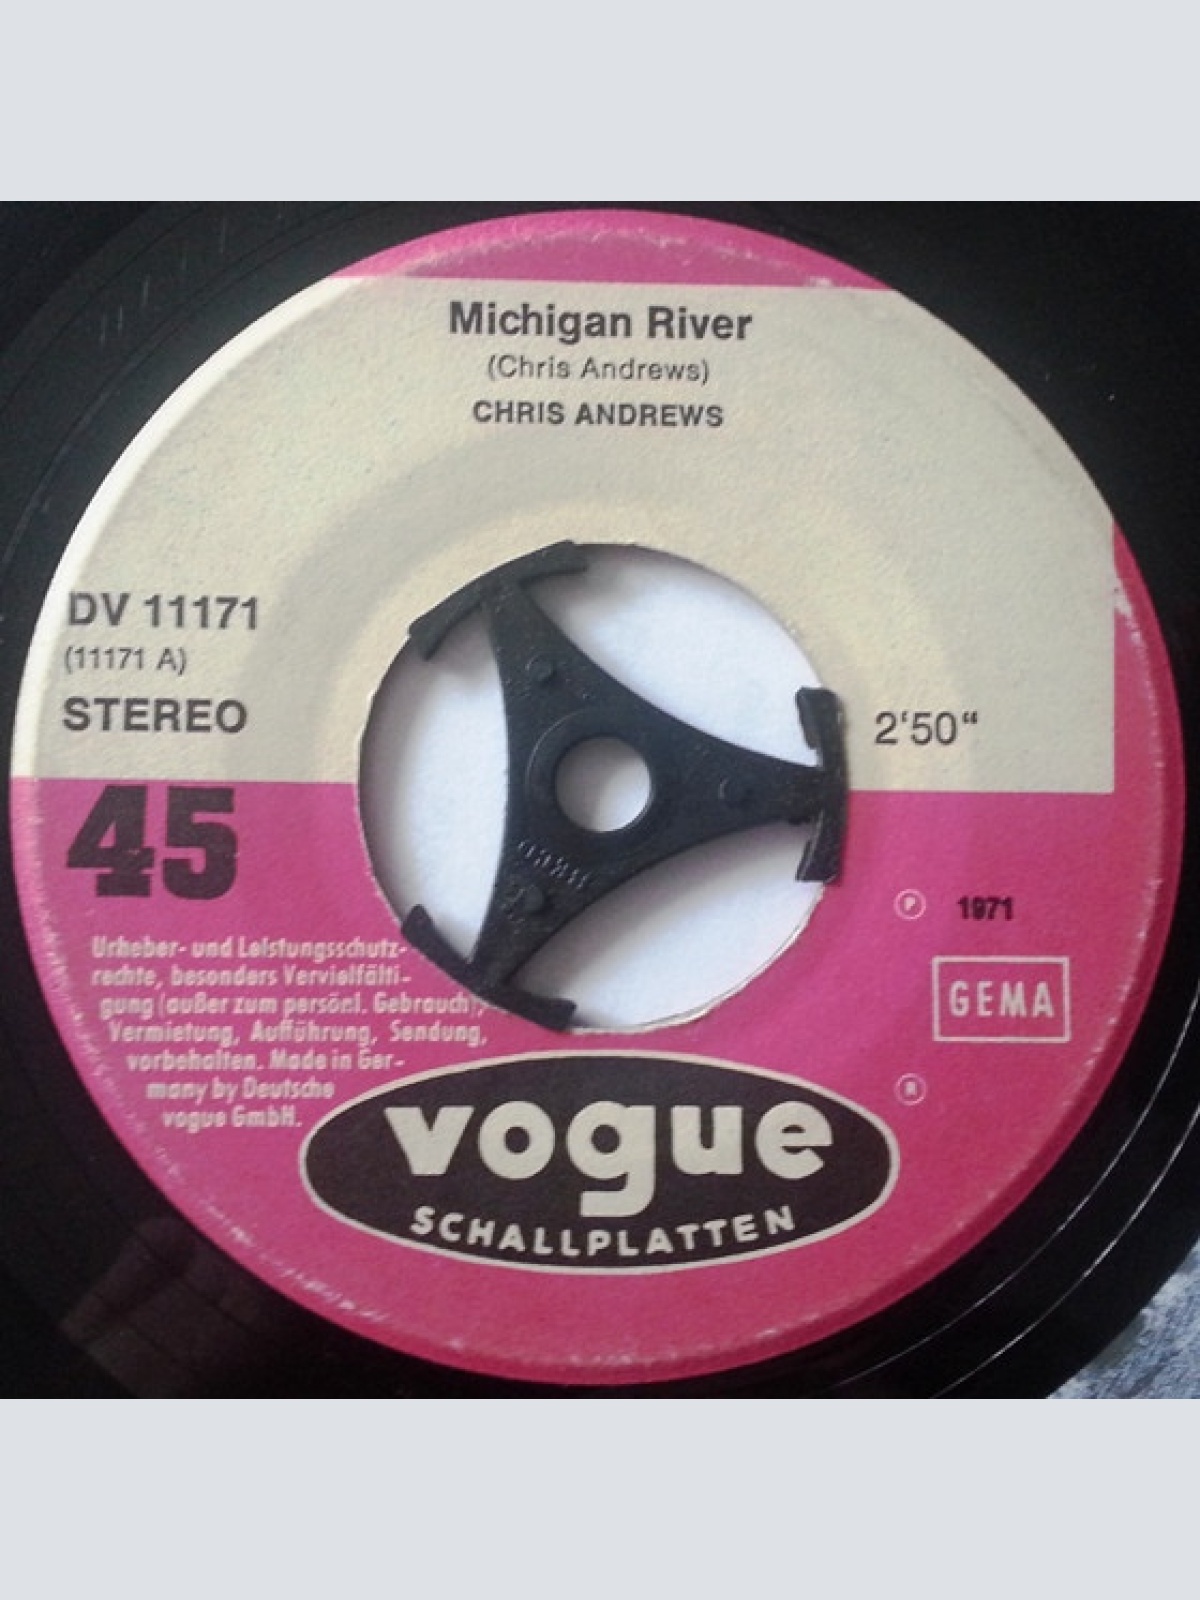 Michigan River
(Chris Andrews)
CHRIS ANDREWS
DV 11171
(11171 A)
STEREO
2'50"
45
℗ 1971
GEMA
Urheber- und Leistungsschutz-
rechte, besonders Vervielfälti-
gung (außer zum persönl. Gebrauch),
Vermietung, Aufführung, Sendung,
vorbehalten. Made in Ger-
many by Deutsche
vogue GmbH.
®
vogue
SCHALLPLATTEN